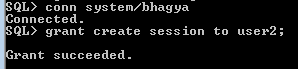 SQL> conn system/bhagya
Connected.
SQL> grant create session to user2;
Grant succeeded.